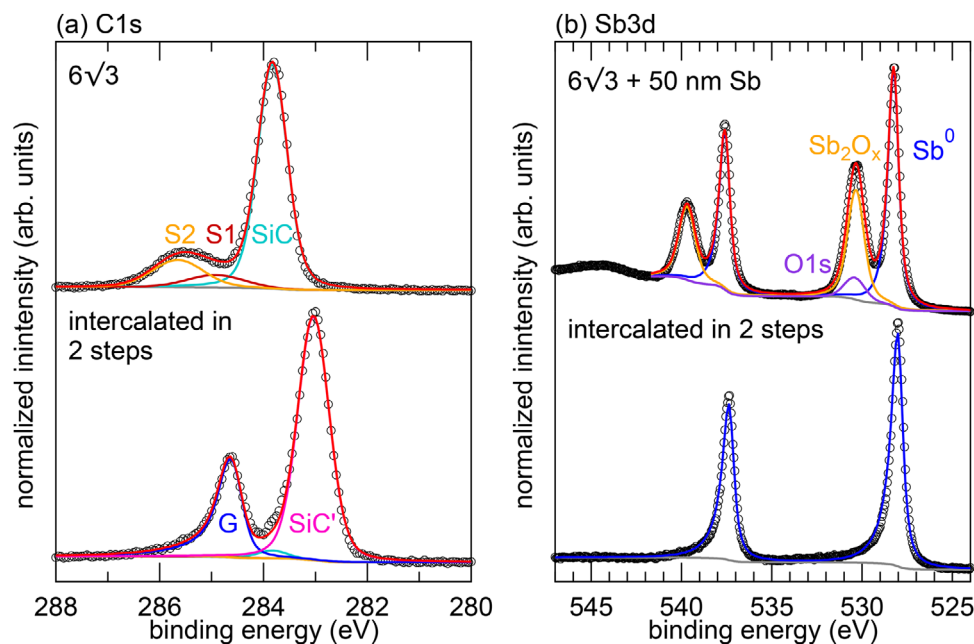 (a) C1s
6√3
S2 S1 SiC
intercalated in
2 steps
G
SiC'
normalized inintensity (arb. units)
288 286 284 282 280
binding energy (eV)
(b) Sb3d
6√3 + 50 nm Sb
Sb₂Oₓ
Sb⁰
O1s
intercalated in 2 steps
normalized inintensity (arb. units)
545 540 535 530 525
binding energy (eV)